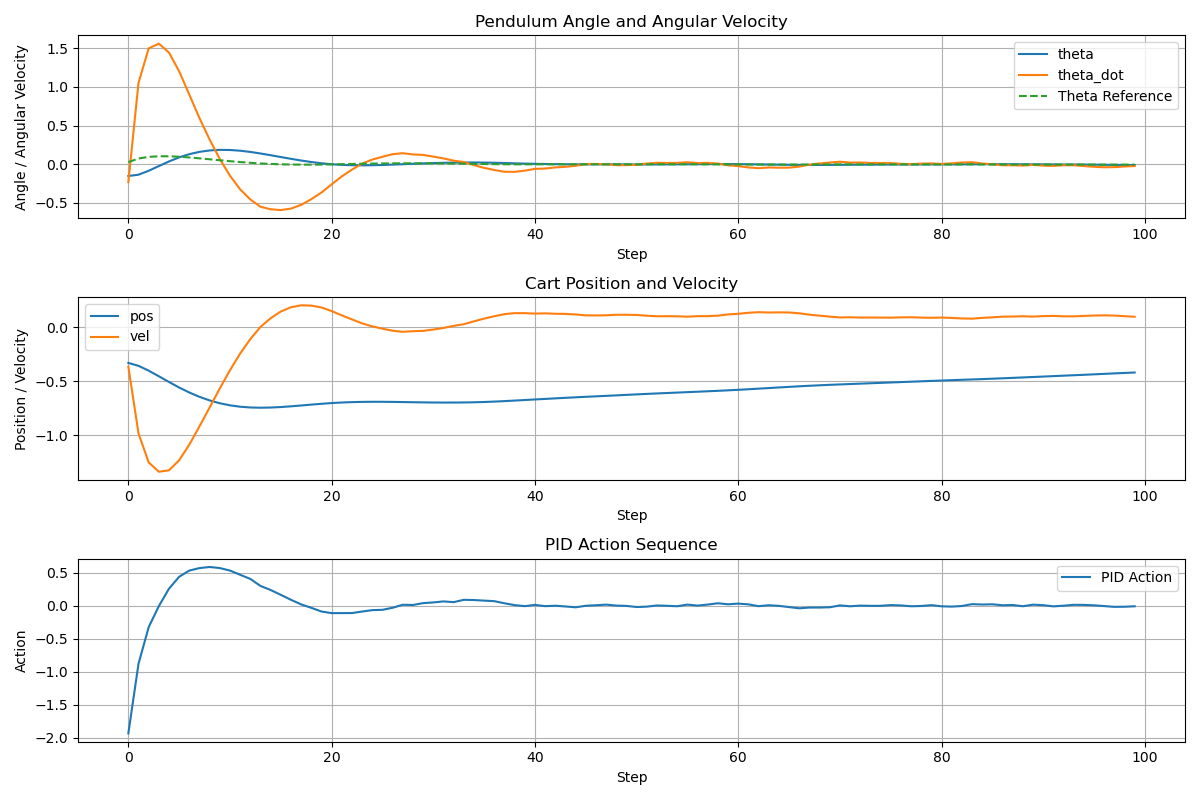 Pendulum Angle and Angular Velocity
Angle / Angular Velocity
1.5
1.0
0.5
0.0
−0.5
theta
theta_dot
Theta Reference
0 20 40 60 80 100
Step
Cart Position and Velocity
Position / Velocity
0.0
−0.5
−1.0
pos
vel
0 20 40 60 80 100
Step
PID Action Sequence
Action
0.5
0.0
−0.5
−1.0
−1.5
−2.0
PID Action
0 20 40 60 80 100
Step